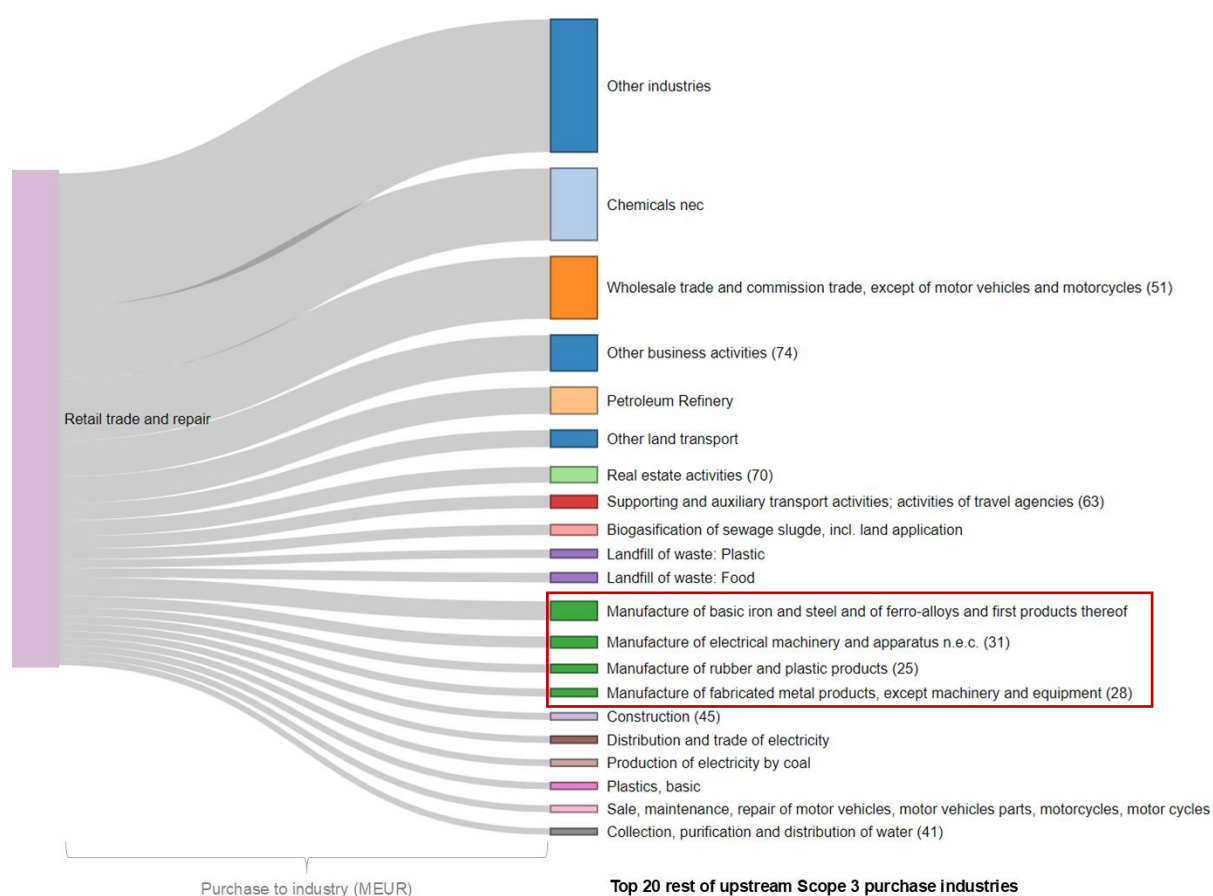 Other industries
Chemicals nec
Wholesale trade and commission trade, except of motor vehicles and motorcycles (51)
Other business activities (74)
Petroleum Refinery
Retail trade and repair
Other land transport
Real estate activities (70)
Supporting and auxiliary transport activities; activities of travel agencies (63)
Biogasification of sewage slugde, incl. land application
Landfill of waste: Plastic
Landfill of waste: Food
Manufacture of basic iron and steel and of ferro-alloys and first products thereof
Manufacture of electrical machinery and apparatus n.e.c. (31)
Manufacture of rubber and plastic products (25)
Manufacture of fabricated metal products, except machinery and equipment (28)
Construction (45)
Distribution and trade of electricity
Production of electricity by coal
Plastics, basic
Sale, maintenance, repair of motor vehicles, motor vehicles parts, motorcycles, motor cycles
Collection, purification and distribution of water (41)
Purchase to industry (MEUR)
Top 20 rest of upstream Scope 3 purchase industries